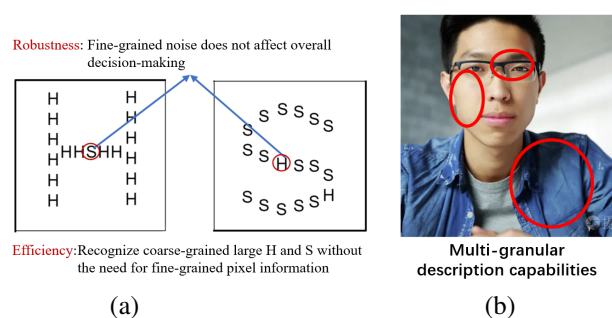 Robustness: Fine-grained noise does not affect overall
decision-making
H H
H H
H H
HHSHH
H H
H H
H H
S S S S S
S
S S H S S S
S S S S S H
Efficiency:Recognize coarse-grained large H and S without
the need for fine-grained pixel information
Multi-granular
description capabilities
(a) (b)